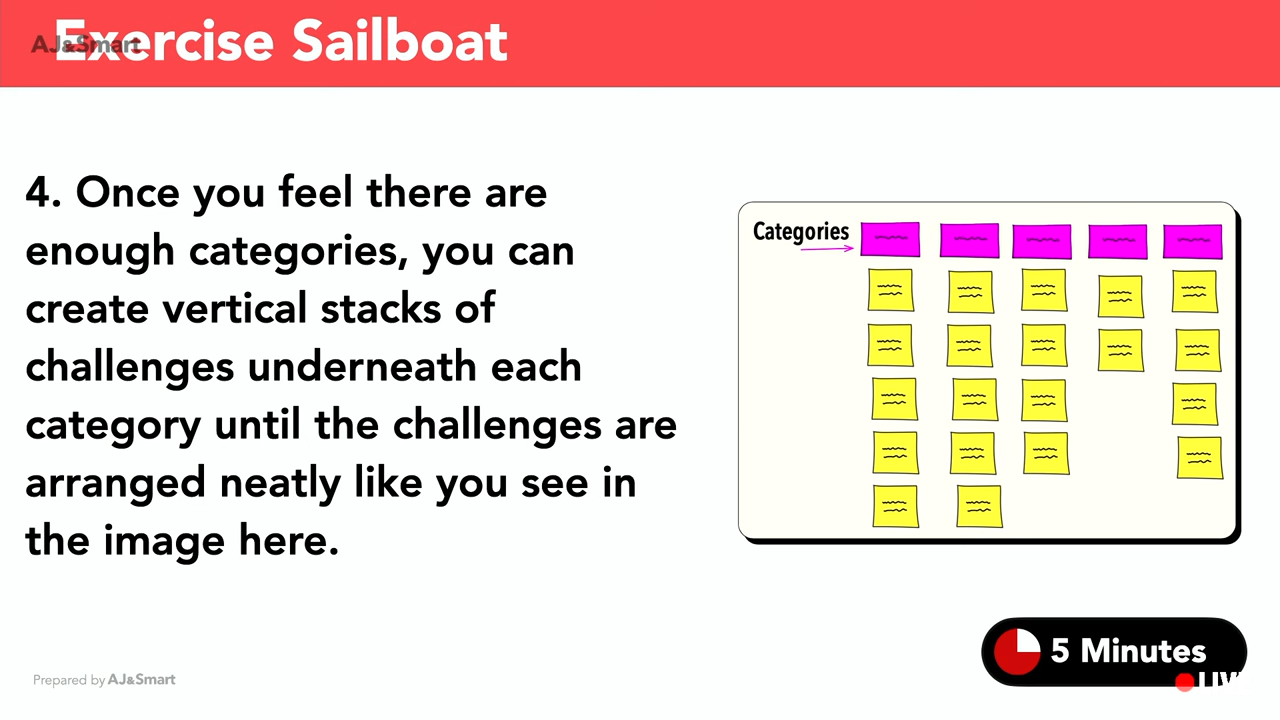 Exercise Sailboat
AJ&Smart
4. Once you feel there are
enough categories, you can
create vertical stacks of
challenges underneath each
category until the challenges are
arranged neatly like you see in
the image here.
Categories
5 Minutes
Prepared by AJ&Smart